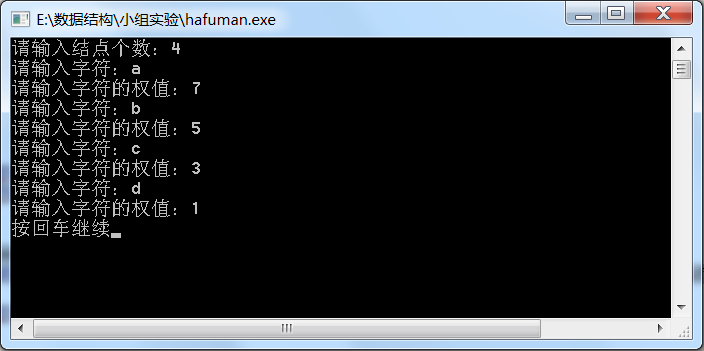 E:\数据结构\小组实验\hafuman.exe
请输入结点个数：4
请输入字符：a
请输入字符的权值：7
请输入字符：b
请输入字符的权值：5
请输入字符：c
请输入字符的权值：3
请输入字符：d
请输入字符的权值：1
按回车继续